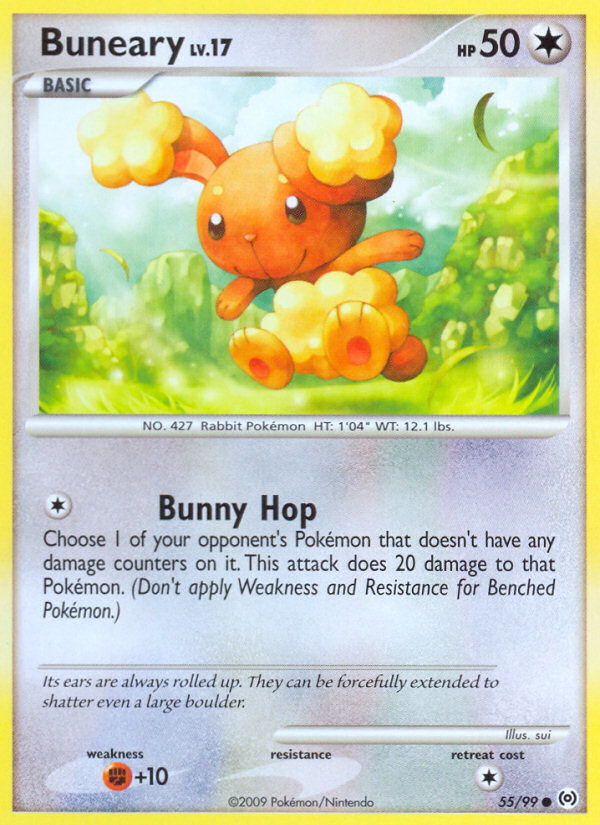 Buneary LV.17
HP 50
BASIC
NO. 427 Rabbit Pokémon HT: 1'04" WT: 12.1 lbs.
Bunny Hop
Choose 1 of your opponent's Pokémon that doesn't have any
damage counters on it. This attack does 20 damage to that
Pokémon. (Don't apply Weakness and Resistance for Benched
Pokémon.)
Its ears are always rolled up. They can be forcefully extended to
shatter even a large boulder.
Illus. sui
weakness resistance retreat cost
+10
©2009 Pokémon/Nintendo
55/99